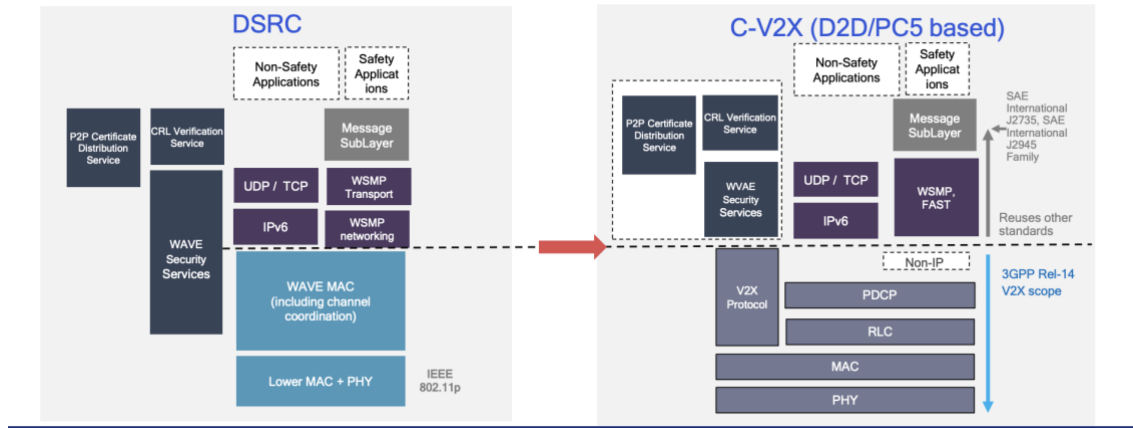 DSRC
Non-Safety
Applications
Safety
Applicat
ions
P2P Certificate
Distribution
Service
CRL Verification
Service
Message
SubLayer
UDP / TCP
WSMP
Transport
IPv6
WSMP
networking
WAVE
Security
Services
WAVE MAC
(including channel
coordination)
Lower MAC + PHY
IEEE
802.11p
C-V2X (D2D/PC5 based)
Non-Safety
Applications
Safety
Applicat
ions
P2P Certificate
Distribution
Service
CRL Verification
Service
Message
SubLayer
SAE
International
J2735, SAE
International
J2945
Family
WVAE
Security
Services
UDP / TCP
IPv6
WSMP,
FAST
Reuses other
standards
Non-IP
V2X
Protocol
PDCP
RLC
MAC
PHY
3GPP Rel-14
V2X scope